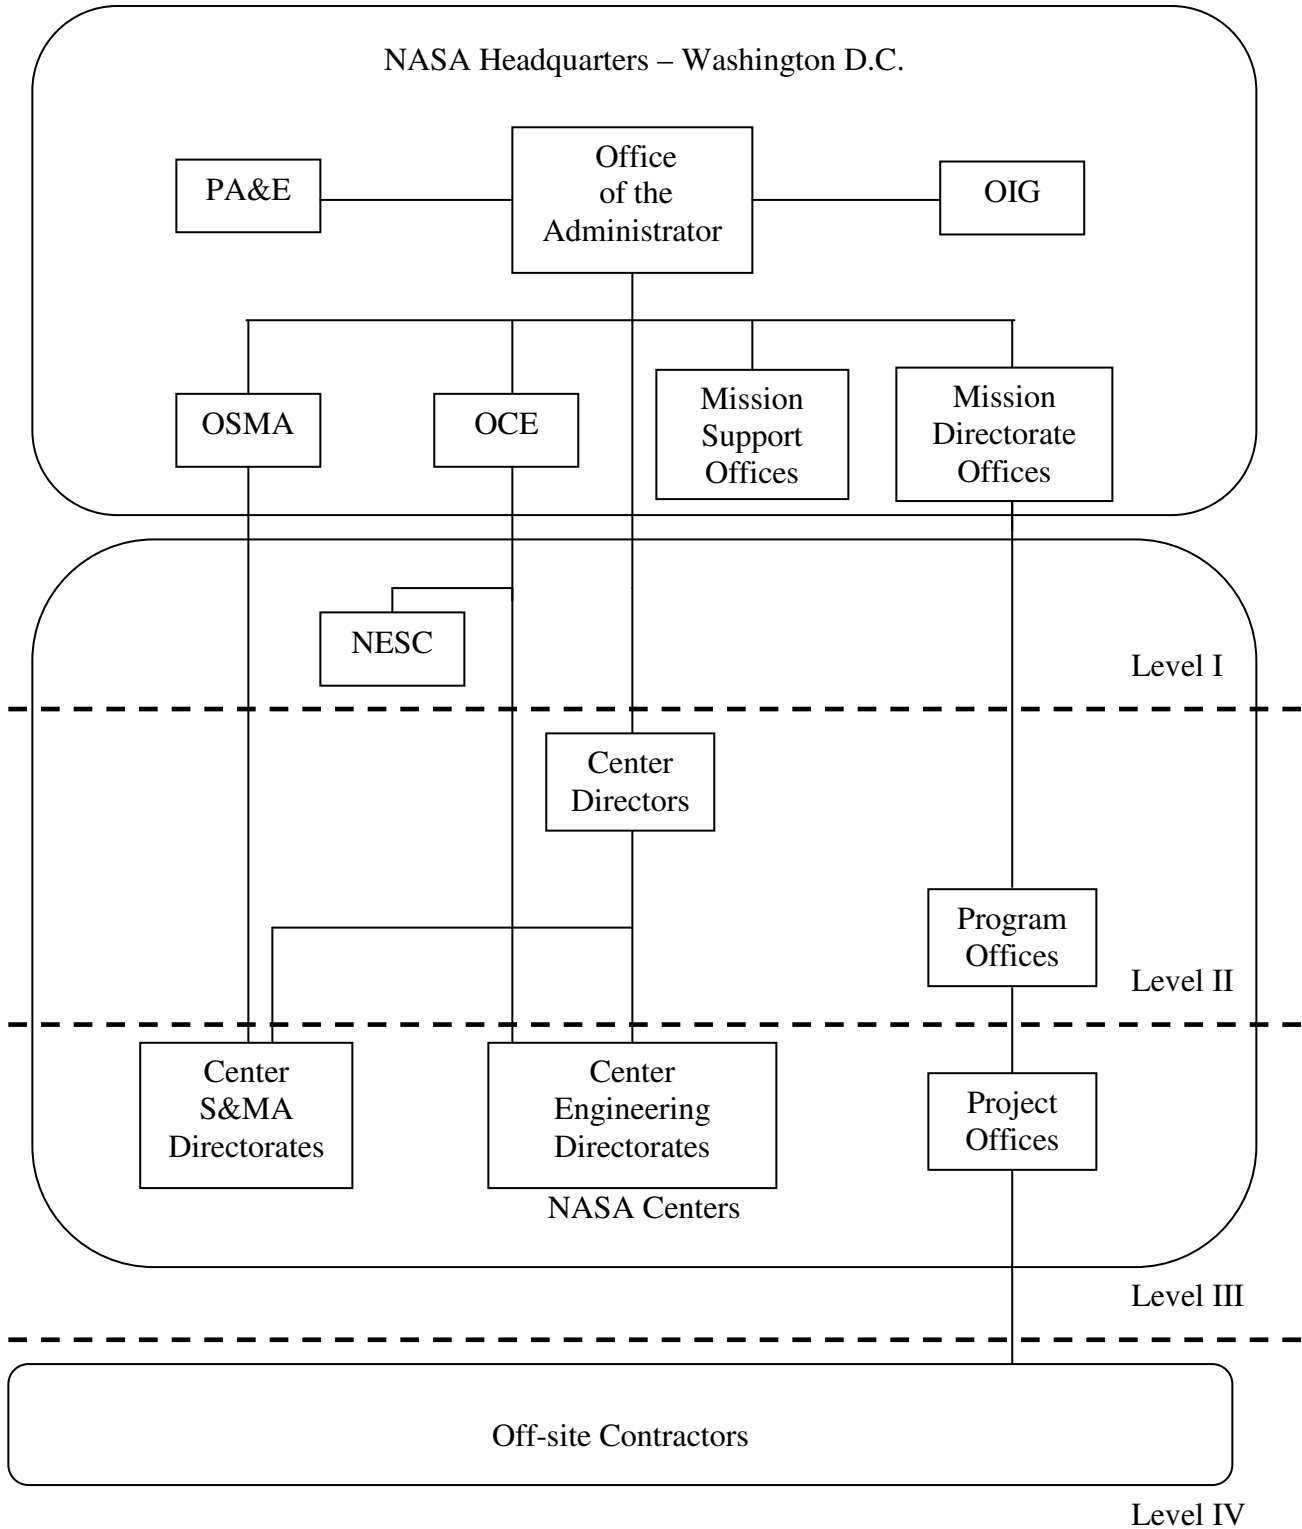 NASA Headquarters – Washington D.C.
Office
of the
Administrator
PA&E
OIG
OSMA
OCE
Mission
Support
Offices
Mission
Directorate
Offices
NESC
Level I
Center
Directors
Program
Offices
Level II
Center
S&MA
Directorates
Center
Engineering
Directorates
Project
Offices
NASA Centers
Level III
Off-site Contractors
Level IV